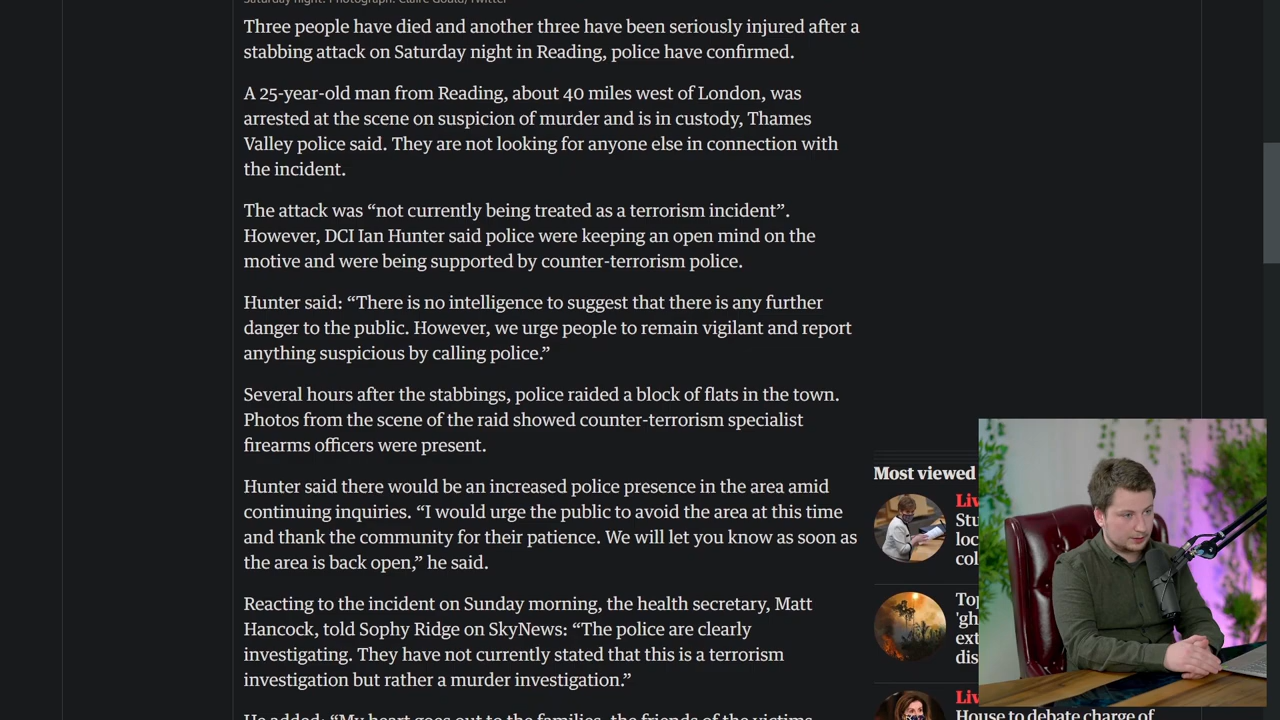 Saturday night. Photograph: Claire Gould/Twitter
Three people have died and another three have been seriously injured after a
stabbing attack on Saturday night in Reading, police have confirmed.
A 25-year-old man from Reading, about 40 miles west of London, was
arrested at the scene on suspicion of murder and is in custody, Thames
Valley police said. They are not looking for anyone else in connection with
the incident.
The attack was “not currently being treated as a terrorism incident”.
However, DCI Ian Hunter said police were keeping an open mind on the
motive and were being supported by counter-terrorism police.
Hunter said: “There is no intelligence to suggest that there is any further
danger to the public. However, we urge people to remain vigilant and report
anything suspicious by calling police.”
Several hours after the stabbings, police raided a block of flats in the town.
Photos from the scene of the raid showed counter-terrorism specialist
firearms officers were present.
Hunter said there would be an increased police presence in the area amid
continuing inquiries. “I would urge the public to avoid the area at this time
and thank the community for their patience. We will let you know as soon as
the area is back open,” he said.
Reacting to the incident on Sunday morning, the health secretary, Matt
Hancock, told Sophy Ridge on SkyNews: “The police are clearly
investigating. They have not currently stated that this is a terrorism
investigation but rather a murder investigation.”
He added: “My heart goes out to the families, the friends of the victims
Most viewed
Liv
Stu
loc
col
Top
'gh
ext
dis
Liv
House to debate charge of